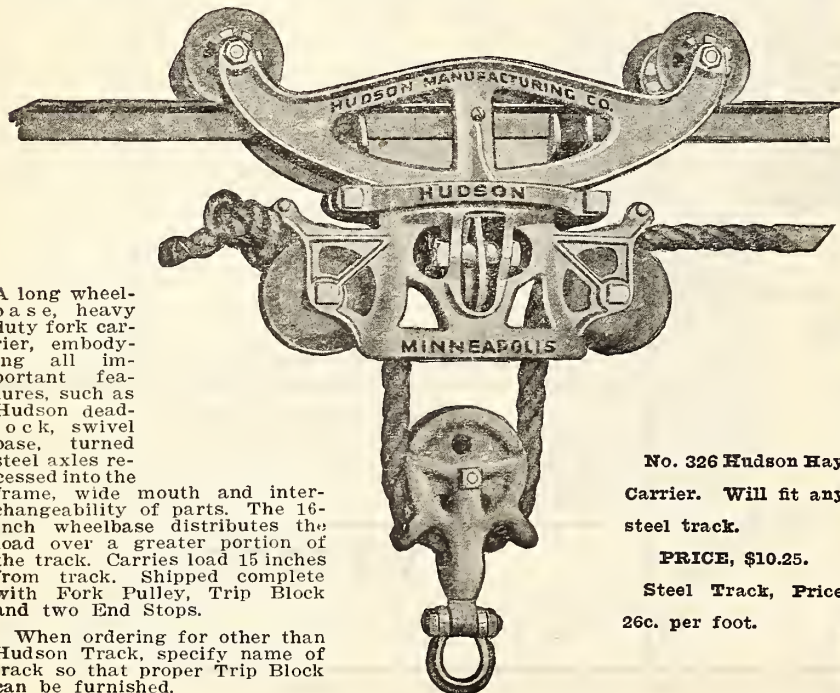 HUDSON MANUFACTURING CO.
HUDSON
MINNEAPOLIS
A long wheel-
base, heavy
duty fork car-
rier, embody-
ing all im-
portant fea-
tures, such as
Hudson dead-
lock, swivel
base, turned
steel axles re-
cessed into the
frame, wide mouth and inter-
changeability of parts. The 16-
inch wheelbase distributes the
load over a greater portion of
the track. Carries load 15 inches
from track. Shipped complete
with Fork Pulley, Trip Block
and two End Stops.
When ordering for other than
Hudson Track, specify name of
track so that proper Trip Block
can be furnished.
No. 326 Hudson Hay
Carrier. Will fit any
steel track.
PRICE, $10.25.
Steel Track, Price
26c. per foot.